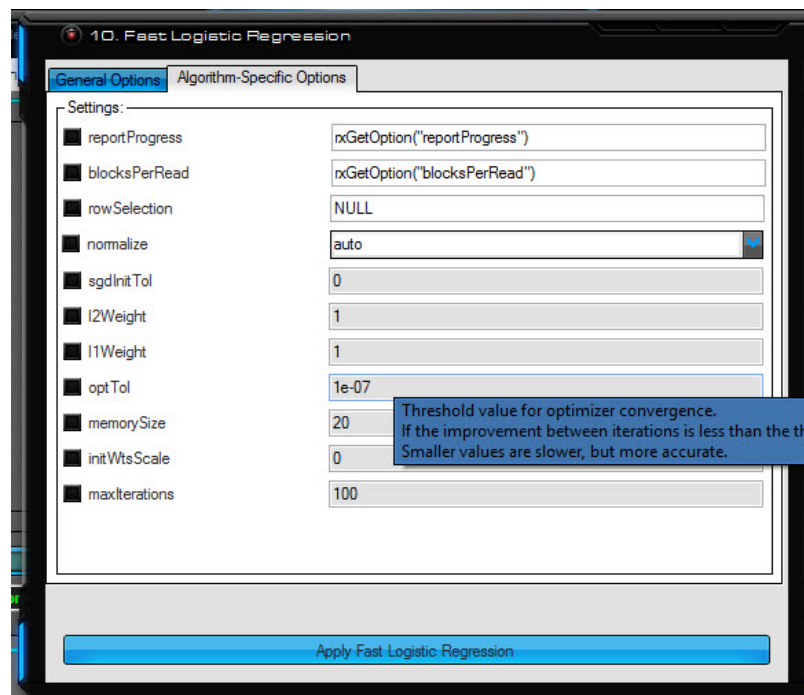 10. Fast Logistic Regression
General Options Algorithm-Specific Options
Settings:
reportProgress rxGetOption("reportProgress")
blocksPerRead rxGetOption("blocksPerRead")
rowSelection NULL
normalize auto
sgdInitTol 0
l2Weight 1
l1Weight 1
optTol 1e-07
Threshold value for optimizer convergence.
memorySize 20
If the improvement between iterations is less than the
Smaller values are slower, but more accurate.
initWtsScale 0
maxIterations 100
Apply Fast Logistic Regression